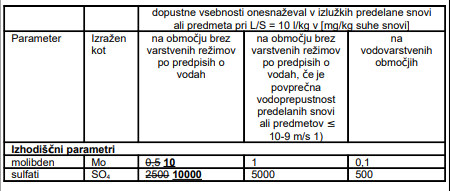 dopustne vsebnosti onesnaževal v izlužkih predelane snovi
ali predmeta pri L/S = 10 l/kg v [mg/kg suhe snovi]
Parameter Izražen na območju brez na območju brez na
kot varstvenih režimov varstvenih režimov vodovarstvenih
po predpisih o po predpisih o območjih
vodah vodah, če je
povprečna
vodoprepustnost
predelanih snovi
ali predmetov ≤
10-9 m/s 1)
Izhodiščni parametri
molibden Mo 0,5 10 1 0,1
sulfati SO₄ 2500 10000 5000 500